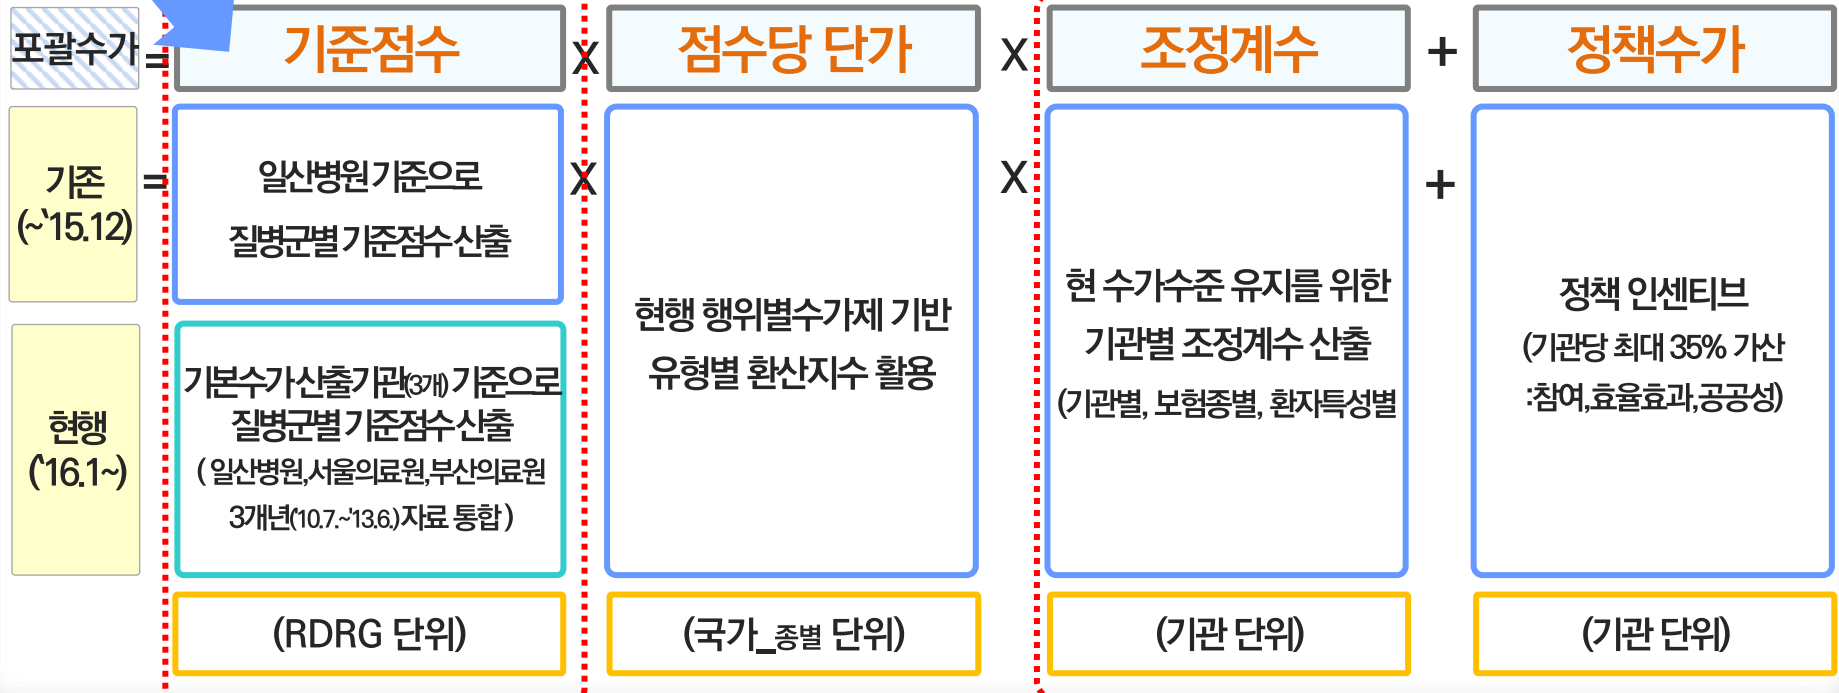 포괄수가 = 기준점수 X 점수당 단가 X 조정계수 + 정책수가
기존
(~'15.12)
=
일산병원 기준으로
질병군별 기준점수 산출
X
현행 행위별수가제 기반
유형별 환산지수 활용
X
현 수가수준 유지를 위한
기관별 조정계수 산출
(기관별, 보험종별, 환자특성별
+
정책 인센티브
(기관당 최대 35% 가산
:참여,효율효과,공공성)
현행
('16.1~)
기본수가 산출기관(3개) 기준으로
질병군별 기준점수 산출
( 일산병원,서울의료원,부산의료원
3개년('10.7.~'13.6.)자료 통합 )
(RDRG 단위)
(국가_종별 단위)
(기관 단위)
(기관 단위)